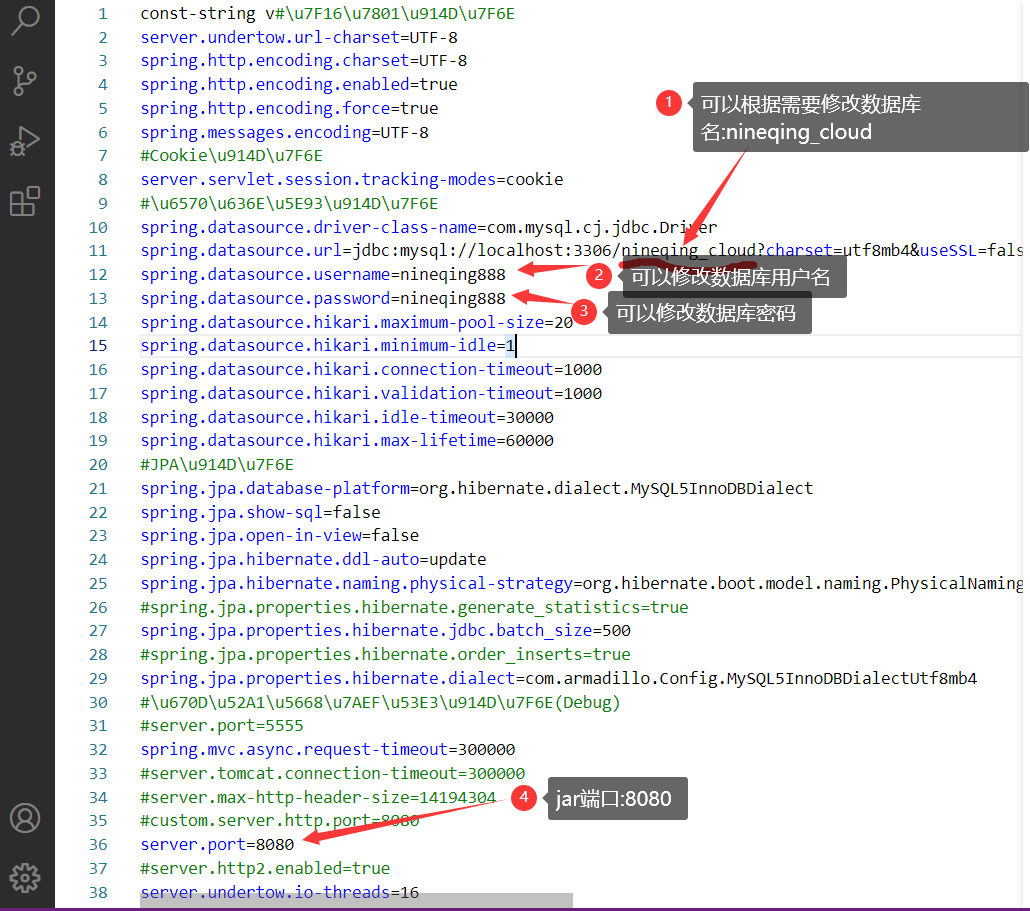 1 const-string v#\u7F16\u7801\u914D\u7F6E
2 server.undertow.url-charset=UTF-8
3 spring.http.encoding.charset=UTF-8
4 spring.http.encoding.enabled=true
5 spring.http.encoding.force=true
6 spring.messages.encoding=UTF-8
1 可以根据需要修改数据库
名:nineqing_cloud
7 #Cookie\u914D\u7F6E
8 server.servlet.session.tracking-modes=cookie
9 #\u6570\u636E\u5E93\u914D\u7F6E
10 spring.datasource.driver-class-name=com.mysql.cj.jdbc.Driver
11 spring.datasource.url=jdbc:mysql://localhost:3306/nineqing_cloud?charset=utf8mb4&useSSL=fals
12 spring.datasource.username=nineqing888
2 可以修改数据库用户名
13 spring.datasource.password=nineqing888
3 可以修改数据库密码
14 spring.datasource.hikari.maximum-pool-size=20
15 spring.datasource.hikari.minimum-idle=1
16 spring.datasource.hikari.connection-timeout=1000
17 spring.datasource.hikari.validation-timeout=1000
18 spring.datasource.hikari.idle-timeout=30000
19 spring.datasource.hikari.max-lifetime=60000
20 #JPA\u914D\u7F6E
21 spring.jpa.database-platform=org.hibernate.dialect.MySQL5InnoDBDialect
22 spring.jpa.show-sql=false
23 spring.jpa.open-in-view=false
24 spring.jpa.hibernate.ddl-auto=update
25 spring.jpa.hibernate.naming.physical-strategy=org.hibernate.boot.model.naming.PhysicalNaming
26 #spring.jpa.properties.hibernate.generate_statistics=true
27 spring.jpa.properties.hibernate.jdbc.batch_size=500
28 #spring.jpa.properties.hibernate.order_inserts=true
29 spring.jpa.properties.hibernate.dialect=com.armadillo.Config.MySQL5InnoDBDialectUtf8mb4
30 #\u670D\u52A1\u5668\u7AEF\u53E3\u914D\u7F6E(Debug)
31 #server.port=5555
32 spring.mvc.async.request-timeout=300000
33 #server.tomcat.connection-timeout=300000
34 #server.max-http-header-size=14194304
4 jar端口:8080
35 #custom.server.http.port=8080
36 server.port=8080
37 #server.http2.enabled=true
38 server.undertow.io-threads=16